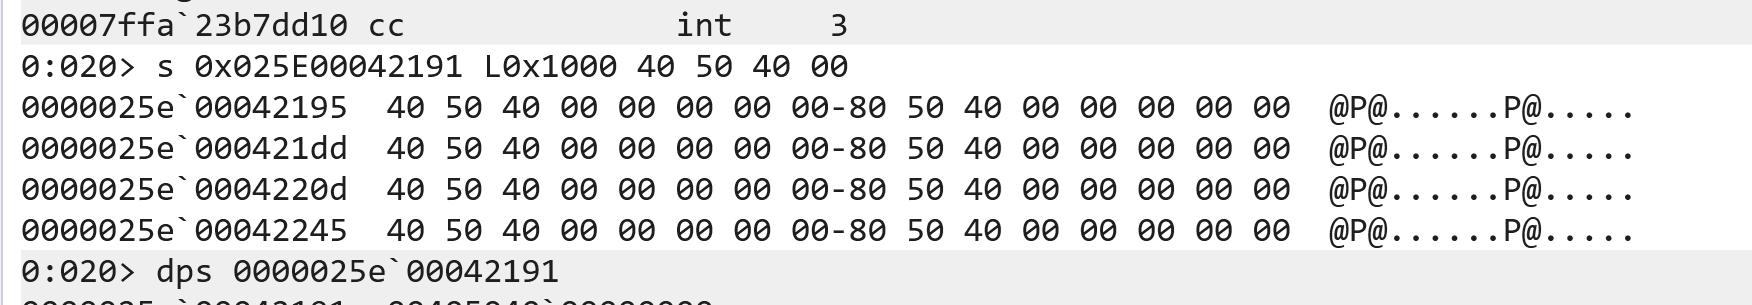 00007ffa`23b7dd10 cc              int     3
0:020> s 0x025E00042191 L0x1000 40 50 40 00
0000025e`00042195  40 50 40 00 00 00 00 00-80 50 40 00 00 00 00 00  @P@......P@.....
0000025e`000421dd  40 50 40 00 00 00 00 00-80 50 40 00 00 00 00 00  @P@......P@.....
0000025e`0004220d  40 50 40 00 00 00 00 00-80 50 40 00 00 00 00 00  @P@......P@.....
0000025e`00042245  40 50 40 00 00 00 00 00-80 50 40 00 00 00 00 00  @P@......P@.....
0:020> dps 0000025e`00042191